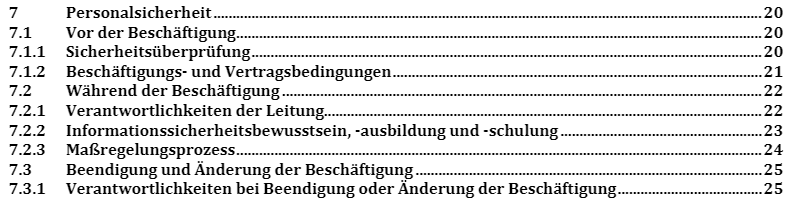 7 Personalsicherheit 20
7.1 Vor der Beschäftigung 20
7.1.1 Sicherheitsüberprüfung 20
7.1.2 Beschäftigungs- und Vertragsbedingungen 21
7.2 Während der Beschäftigung 22
7.2.1 Verantwortlichkeiten der Leitung 22
7.2.2 Informationssicherheitsbewusstsein, -ausbildung und -schulung 23
7.2.3 Maßregelungsprozess 24
7.3 Beendigung und Änderung der Beschäftigung 25
7.3.1 Verantwortlichkeiten bei Beendigung oder Änderung der Beschäftigung 25